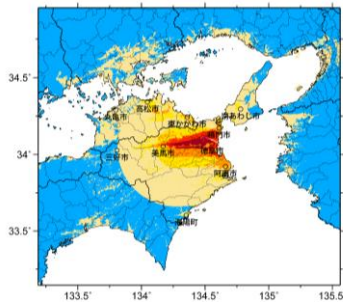 34.5
高松市
丸亀市
東かがわ市
南あわじ市
鳴門市
34
三好市
美馬市
徳島市
阿南市
33.5
海陽町
133.5
134
134.5
135
135.5